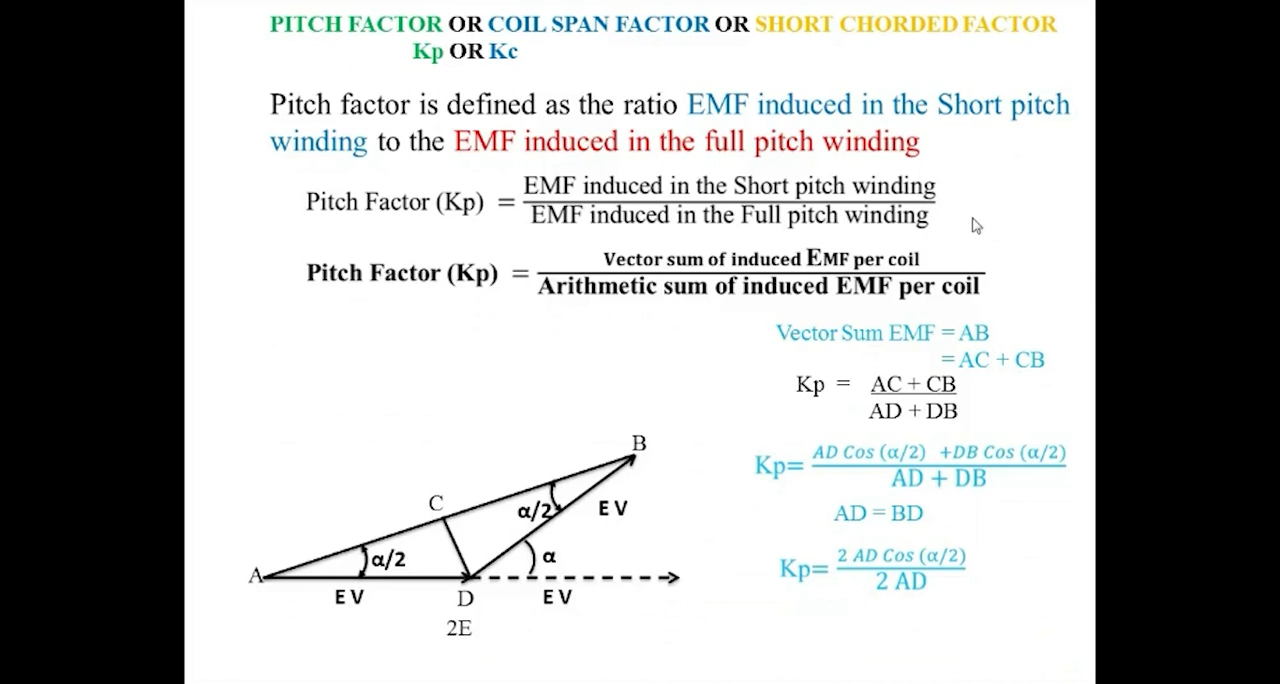 PITCH FACTOR OR COIL SPAN FACTOR OR SHORT CHORDED FACTOR
Kp OR Kc
Pitch factor is defined as the ratio EMF induced in the Short pitch
winding to the EMF induced in the full pitch winding
Pitch Factor (Kp) = EMF induced in the Short pitch winding
EMF induced in the Full pitch winding
Pitch Factor (Kp) = Vector sum of induced EMF per coil
Arithmetic sum of induced EMF per coil
Vector Sum EMF = AB
= AC + CB
Kp = AC + CB
AD + DB
Kp= AD Cos (α/2) +DB Cos (α/2)
AD + DB
AD = BD
Kp= 2 AD Cos (α/2)
2 AD
B
C
α/2
E V
α/2
α
A
E V
D
E V
2E